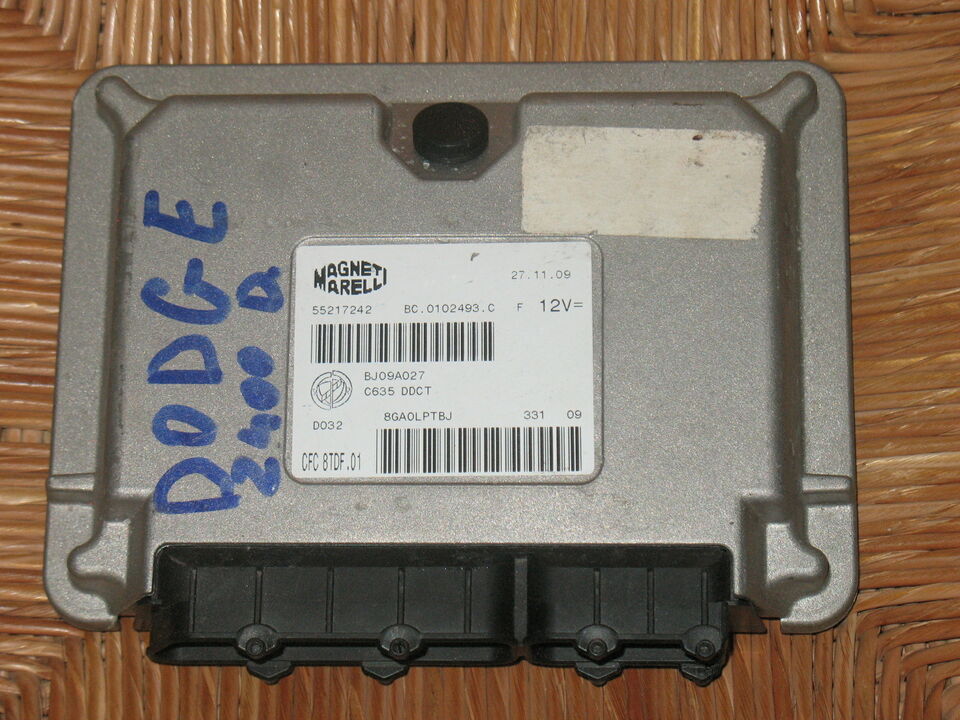 DODGE
2400 D
MAGNETI
MARELLI
27.11.09
55217242 BC.0102493.C F 12V=
BJ09A027
C635 DDCT
8GA0LPTBJ 331 09
D032
CFC 8TDF.01